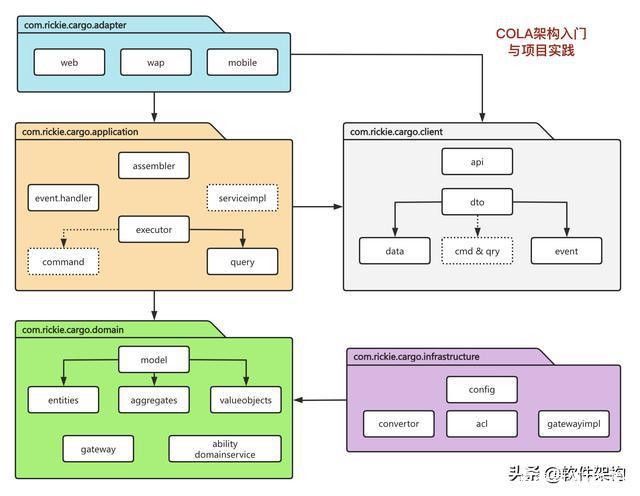 com.rickie.cargo.adapter
web
wap
mobile
COLA架构入门
与项目实践
com.rickie.cargo.application
assembler
event.handler
serviceimpl
executor
command
query
com.rickie.cargo.client
api
dto
data
cmd & qry
event
com.rickie.cargo.domain
model
entities
aggregates
valueobjects
gateway
ability
domainservice
com.rickie.cargo.infrastructure
config
convertor
acl
gatewayimpl
头条 @软件架构